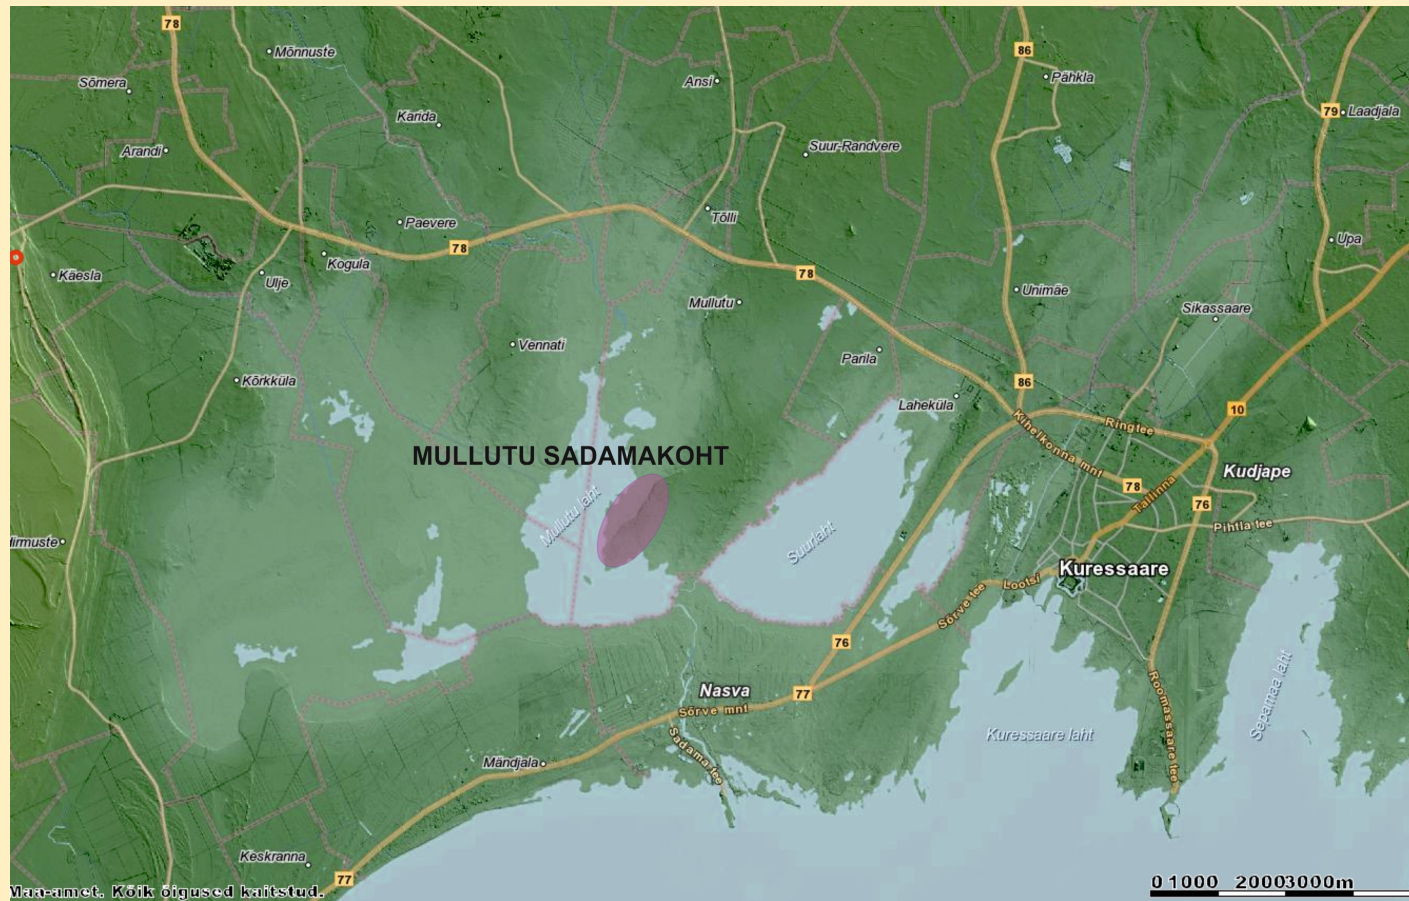 78
86
Mõnnuste
Sõmera
Ansi
Pähkla
79
Laadjala
Karida
Arandi
Suur-Randvere
Paevere
Tõlli
Upa
78
Kogula
Käesla
Ulje
78
Mullutu
Unimäe
Sikassaare
Vennati
Parila
Kõrkküla
86
Laheküla
10
Ringtee
Kihelkonna mnt
MULLUTU SADAMAKOHT
Kudjape
78
Tallinna
76
Mullutu laht
Suurlaht
Pihtla tee
Kuressaare
Lootsi
Sõrve tee
76
Nasva
77
Sõrve mnt
Roomassaare tee
Sepamaa laht
Kuressaare laht
Sadama tee
Mändjala
Keskranna
77
Maa-amet. Kõik õigused kaitstud.
0 1000 2000 3000m